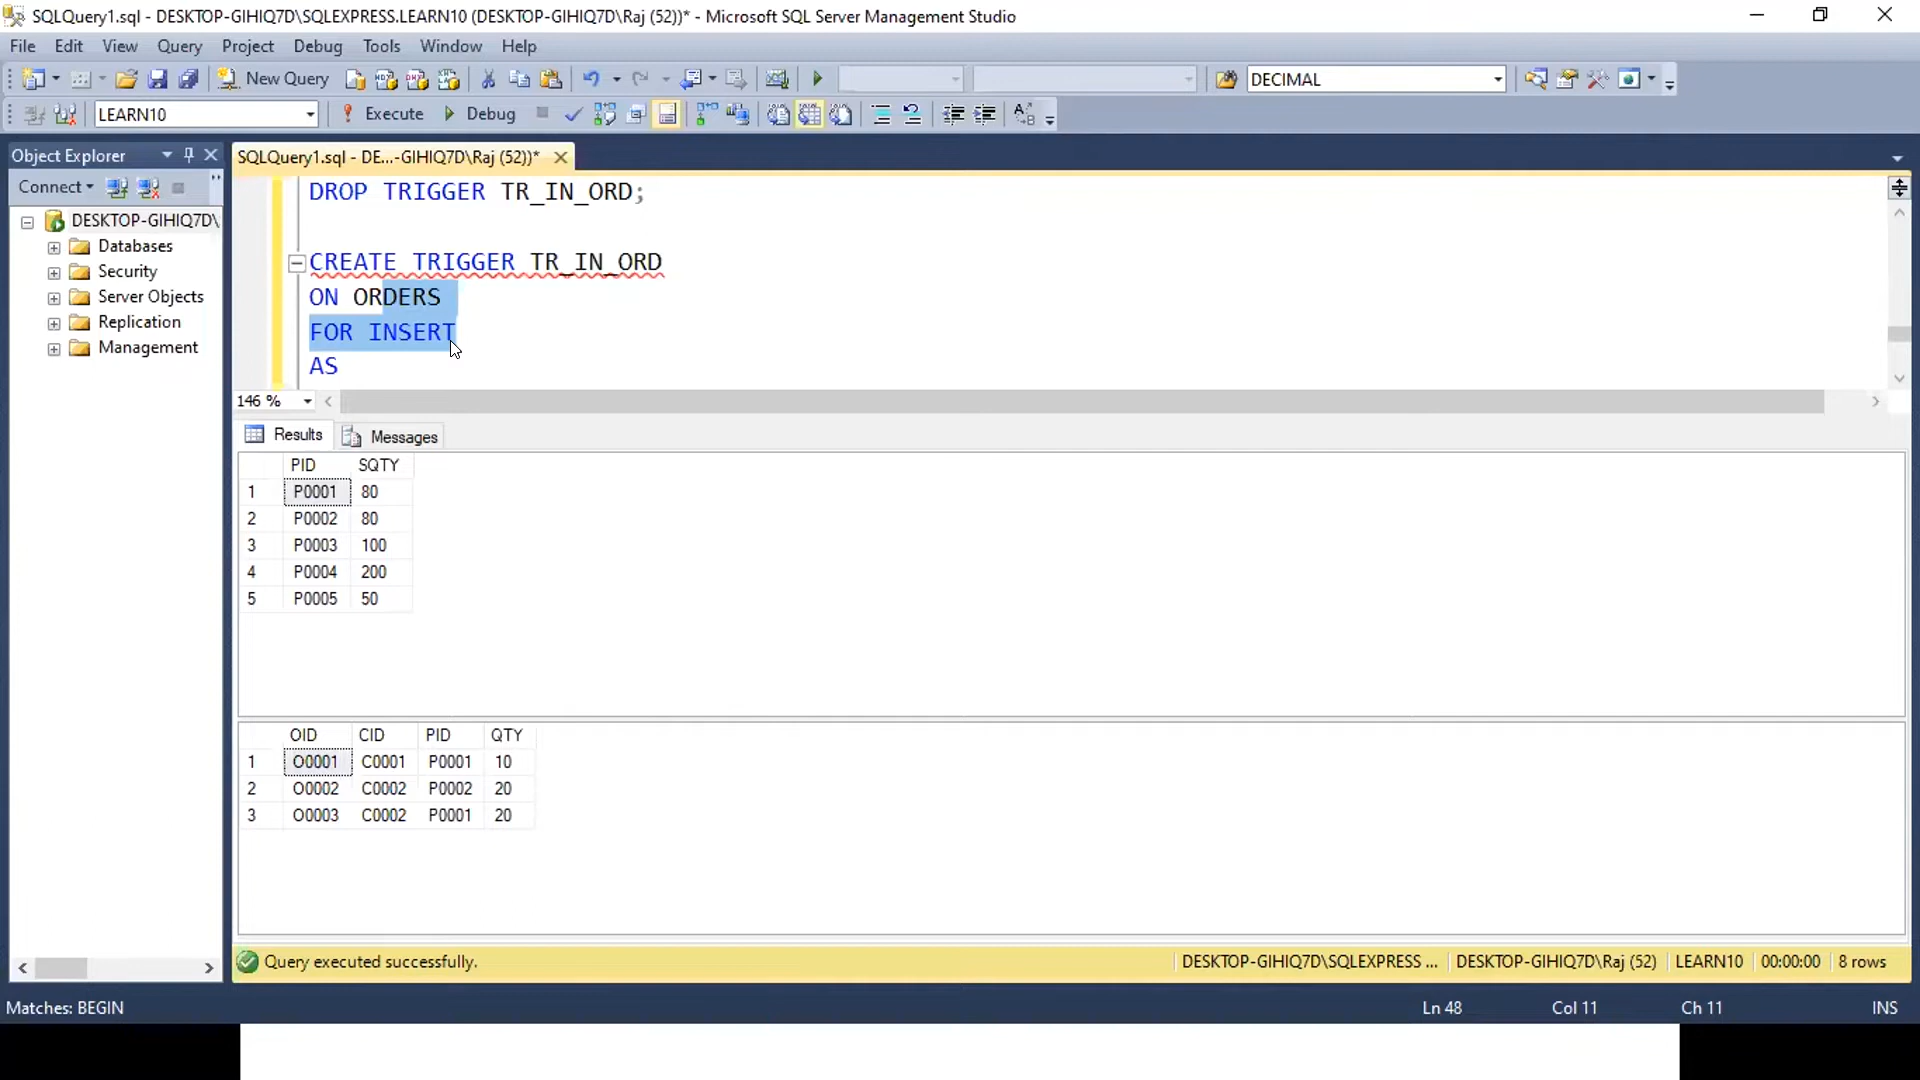 SQLQuery1.sql - DESKTOP-GIHIQ7D\SQLEXPRESS.LEARN10 (DESKTOP-GIHIQ7D\Raj (52))* - Microsoft SQL Server Management Studio
File Edit View Query Project Debug Tools Window Help
New Query DECIMAL
LEARN10 Execute Debug
Object Explorer
SQLQuery1.sql - DE...-GIHIQ7D\Raj (52))*
Connect
DESKTOP-GIHIQ7D\
Databases
Security
Server Objects
Replication
Management
DROP TRIGGER TR_IN_ORD;
CREATE TRIGGER TR_IN_ORD
ON ORDERS
FOR INSERT
AS
146 %
Results Messages
PID SQTY
1 P0001 80
2 P0002 80
3 P0003 100
4 P0004 200
5 P0005 50
OID CID PID QTY
1 O0001 C0001 P0001 10
2 O0002 C0002 P0002 20
3 O0003 C0002 P0001 20
Query executed successfully. DESKTOP-GIHIQ7D\SQLEXPRESS ... DESKTOP-GIHIQ7D\Raj (52) LEARN10 00:00:00 8 rows
Matches: BEGIN Ln 48 Col 11 Ch 11 INS